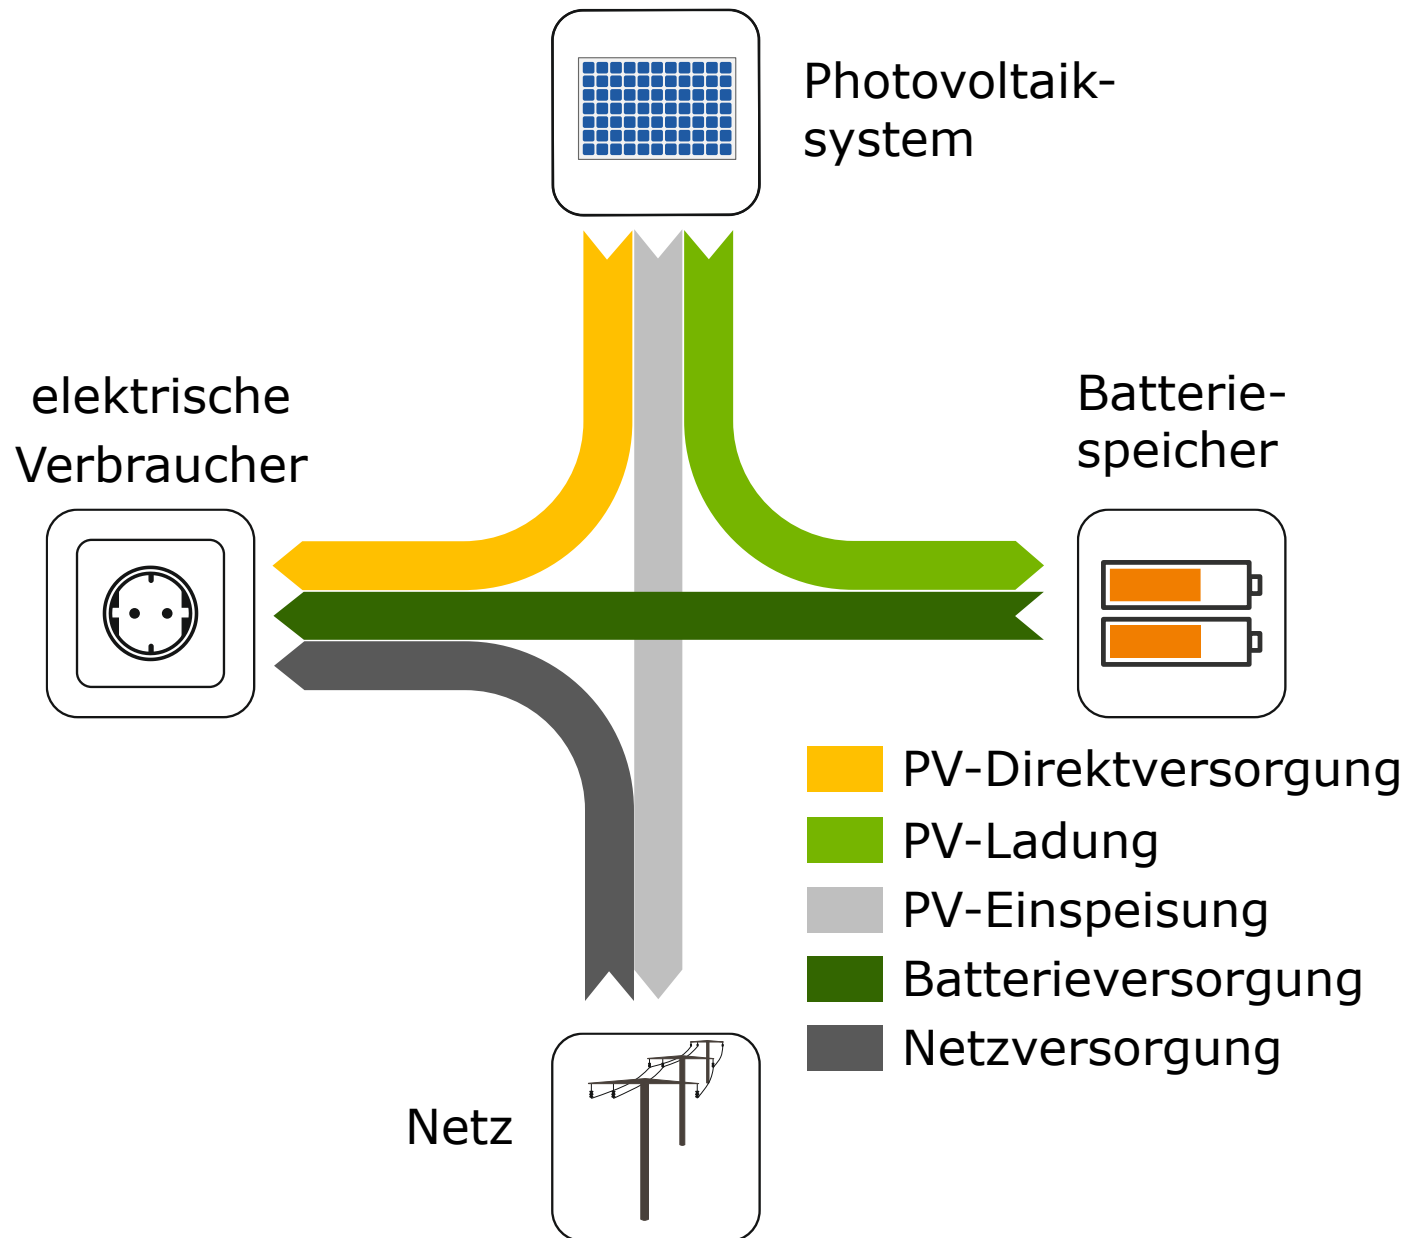 Photovoltaik-
system
elektrische
Verbraucher
Batterie-
speicher
PV-Direktversorgung
PV-Ladung
PV-Einspeisung
Batterieversorgung
Netzversorgung
Netz